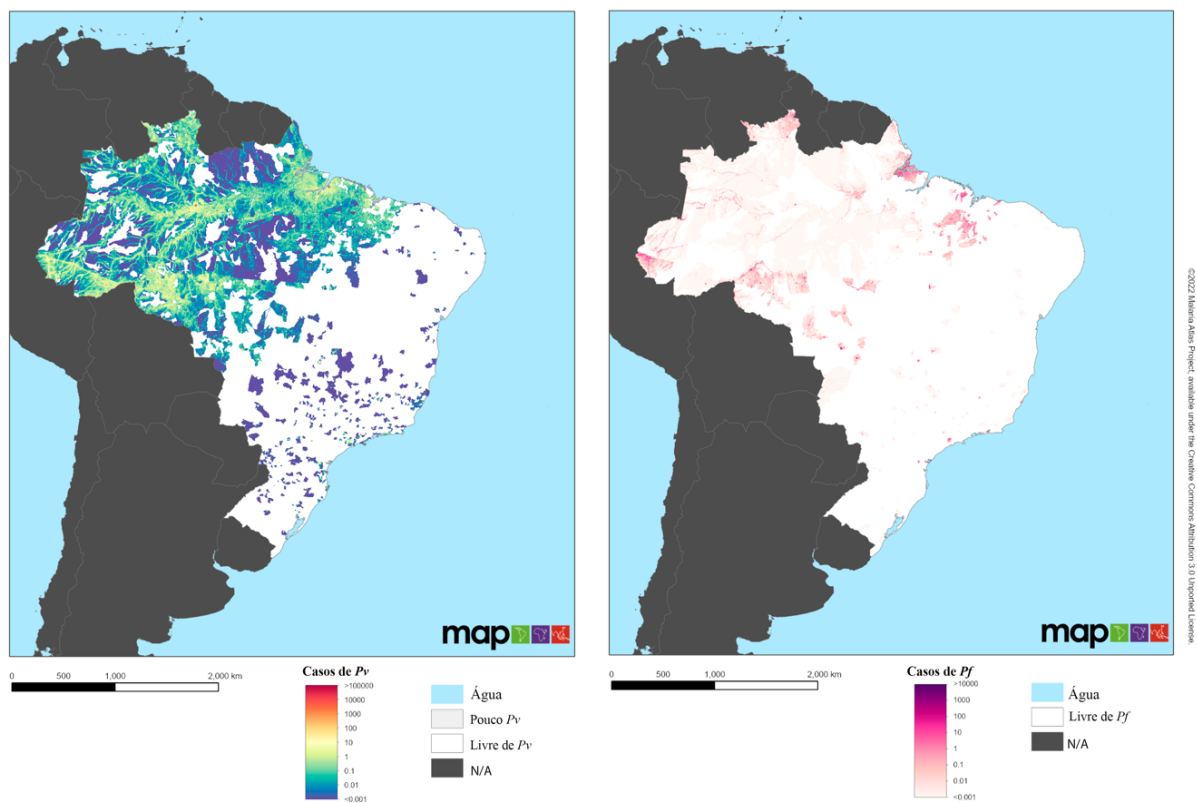 map
0 500 1,000 2,000 km
Casos de Pv
>100000
10000
1000
100
10
1
0.1
0.01
<0.001
Água
Pouco Pv
Livre de Pv
N/A
map
0 500 1,000 2,000 km
Casos de Pf
>10000
1000
100
10
1
0.1
0.01
<0.001
Água
Livre de Pf
N/A
©2022 Malaria Atlas Project, available under the Creative Commons Attribution 3.0 Unported License.